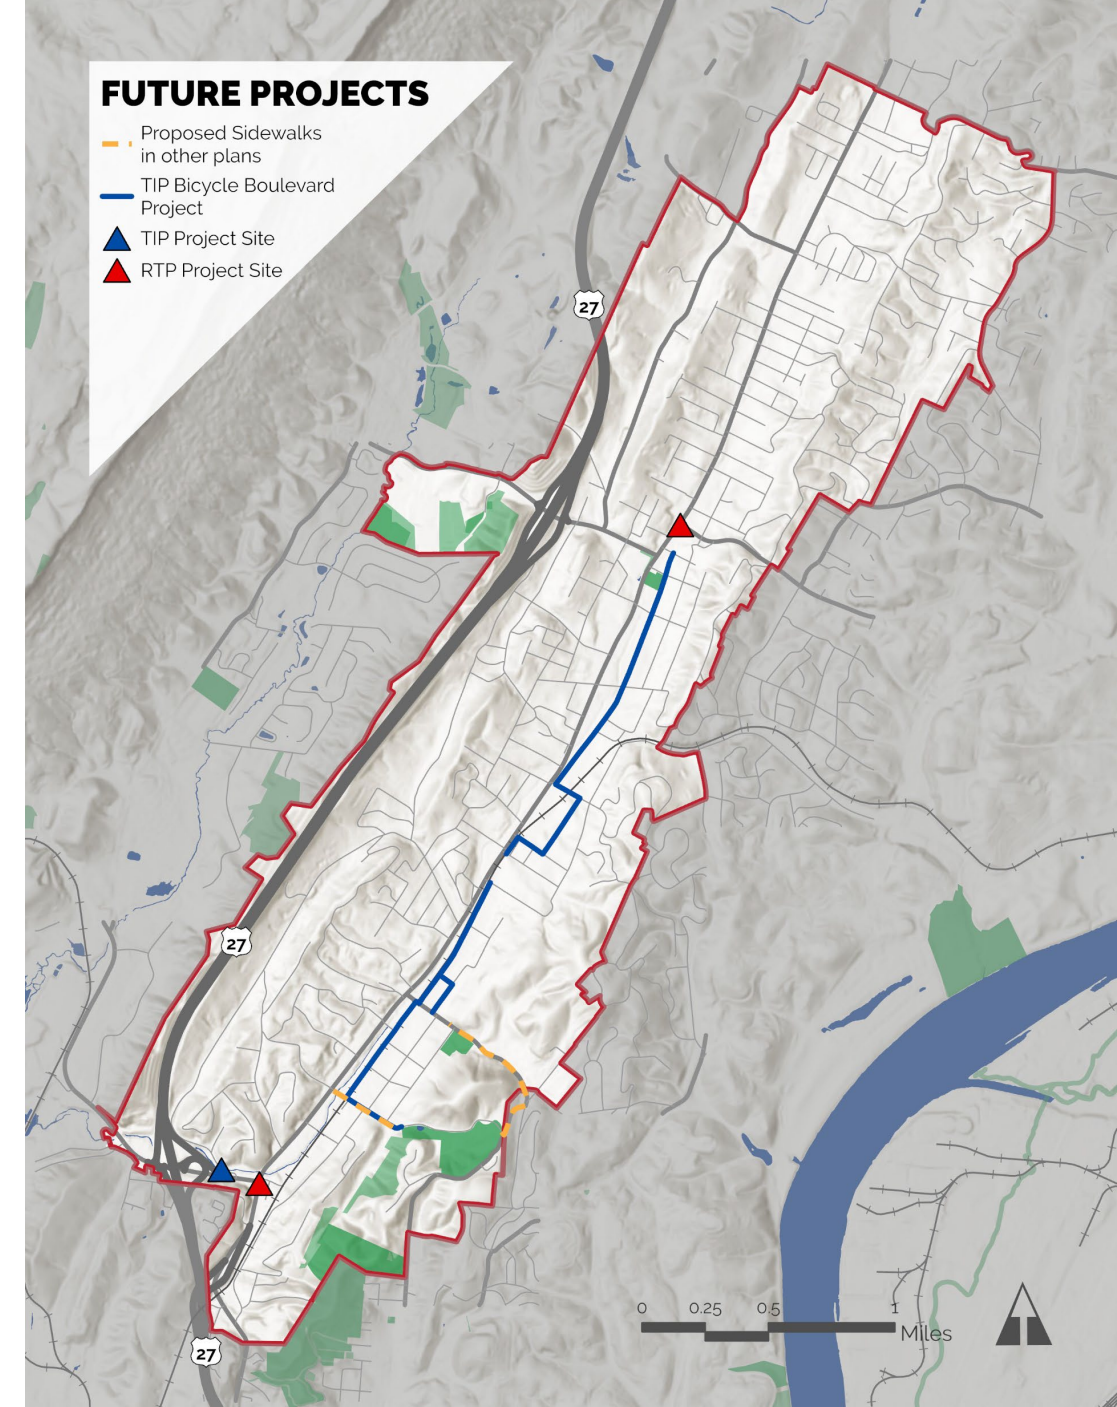 FUTURE PROJECTS
Proposed Sidewalks
in other plans
TIP Bicycle Boulevard
Project
TIP Project Site
RTP Project Site
27
27
27
0 0.25 0.5 1
Miles